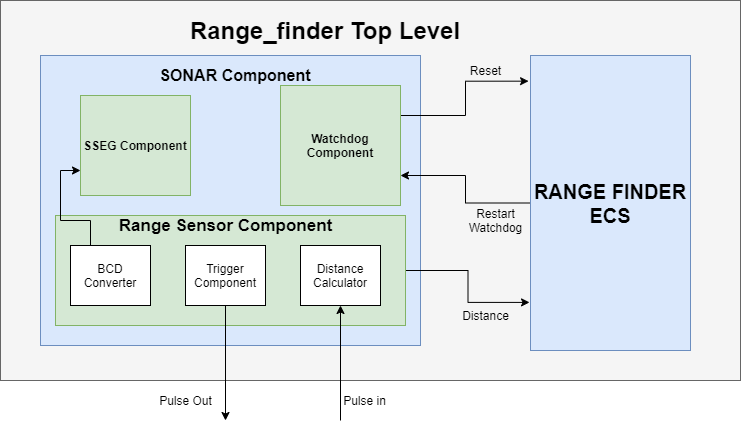 Range_finder Top Level
SONAR Component
Reset
SSEG Component
Watchdog
Component
RANGE FINDER
ECS
Restart
Watchdog
Range Sensor Component
BCD
Converter
Trigger
Component
Distance
Calculator
Distance
Pulse Out
Pulse in